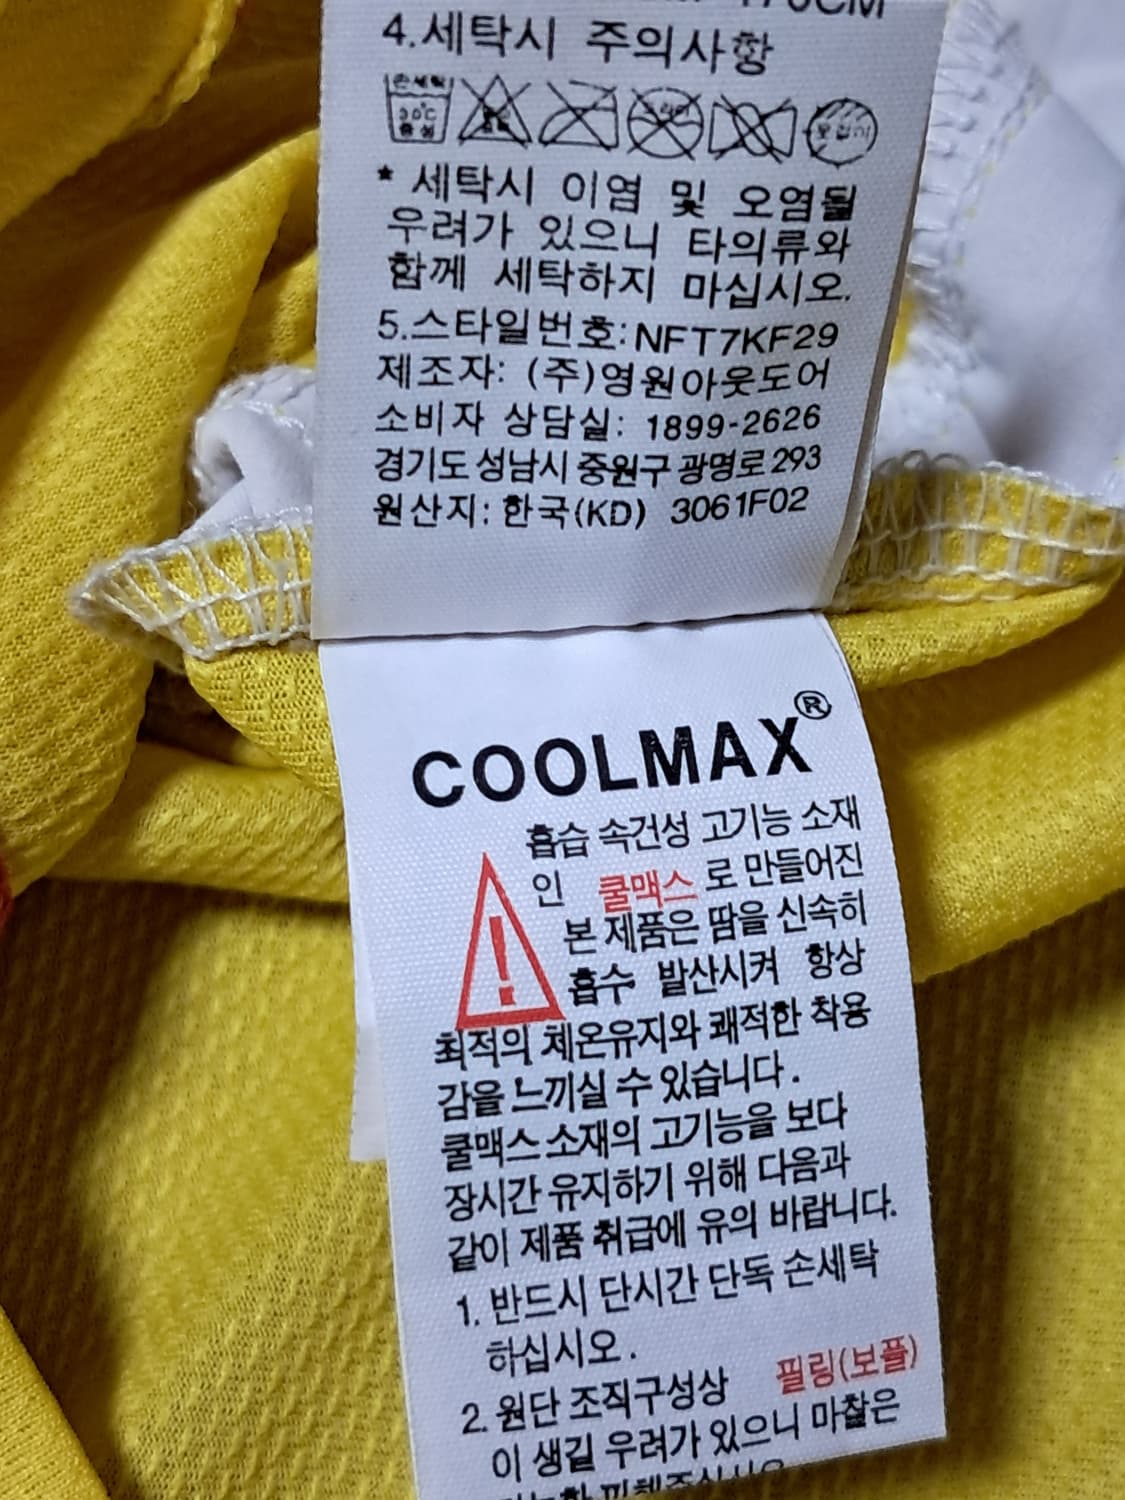 4.세탁시 주의사항
손세탁
30℃
중성
* 세탁시 이염 및 오염될
우려가 있으니 타의류와
함께 세탁하지 마십시오.
5.스타일번호:NFT7KF29
제조자: (주)영원아웃도어
소비자 상담실: 1899-2626
경기도 성남시 중원구 광명로 293
원산지: 한국(KD) 3061F02
COOLMAX®
흡습 속건성 고기능 소재
인 쿨맥스로 만들어진
본 제품은 땀을 신속히
흡수 발산시켜 항상
최적의 체온유지와 쾌적한 착용
감을 느끼실 수 있습니다.
쿨맥스 소재의 고기능을 보다
장시간 유지하기 위해 다음과
같이 제품 취급에 유의 바랍니다.
1. 반드시 단시간 단독 손세탁
하십시오.
2. 원단 조직구성상 필링(보풀)
이 생길 우려가 있으니 마찰은